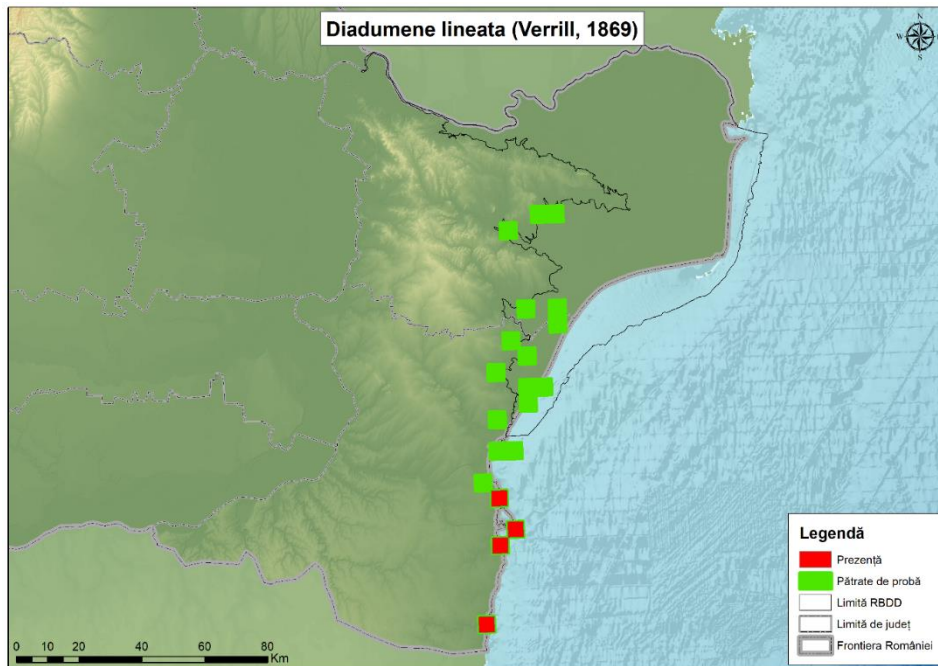 Diadumene lineata (Verrill, 1869)
N
W E
S
Legendă
Prezență
Pătrate de probă
Limită RBDD
Limită de județ
Frontiera României
0 10 20 40 60 80
Km